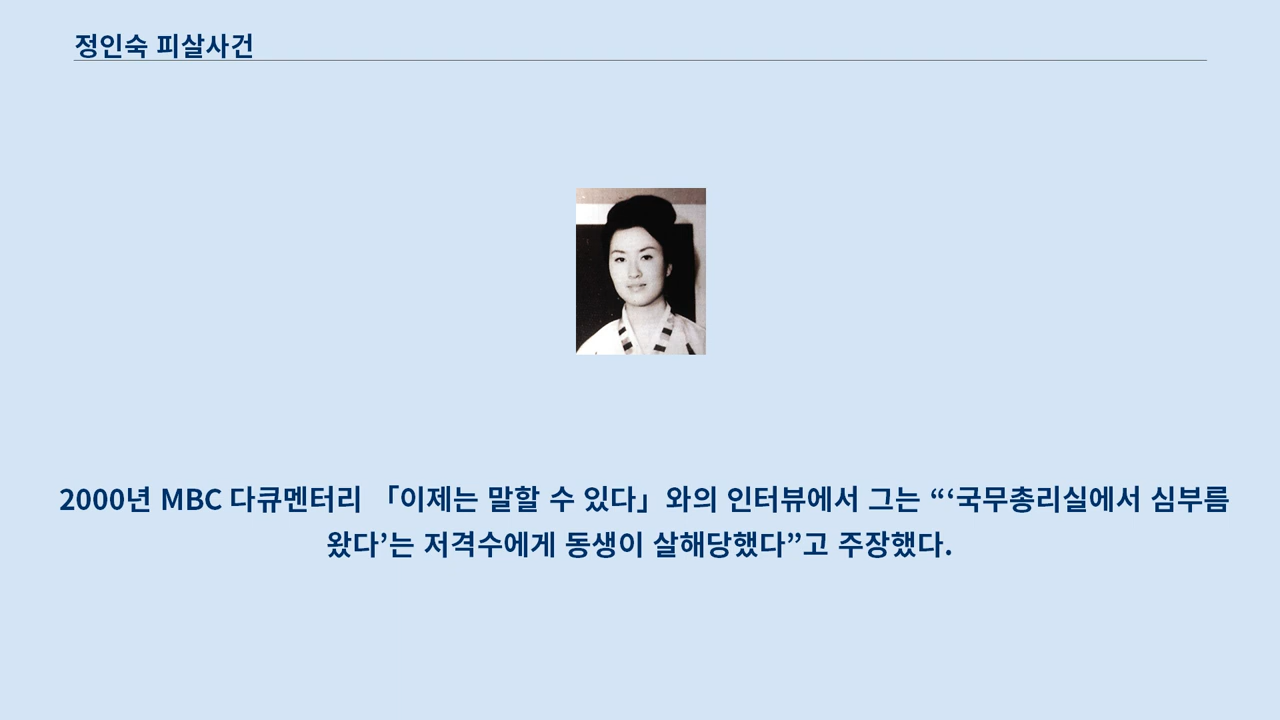 정인숙 피살사건
2000년 MBC 다큐멘터리 「이제는 말할 수 있다」와의 인터뷰에서 그는 “‘국무총리실에서 심부름
왔다’는 저격수에게 동생이 살해당했다”고 주장했다.